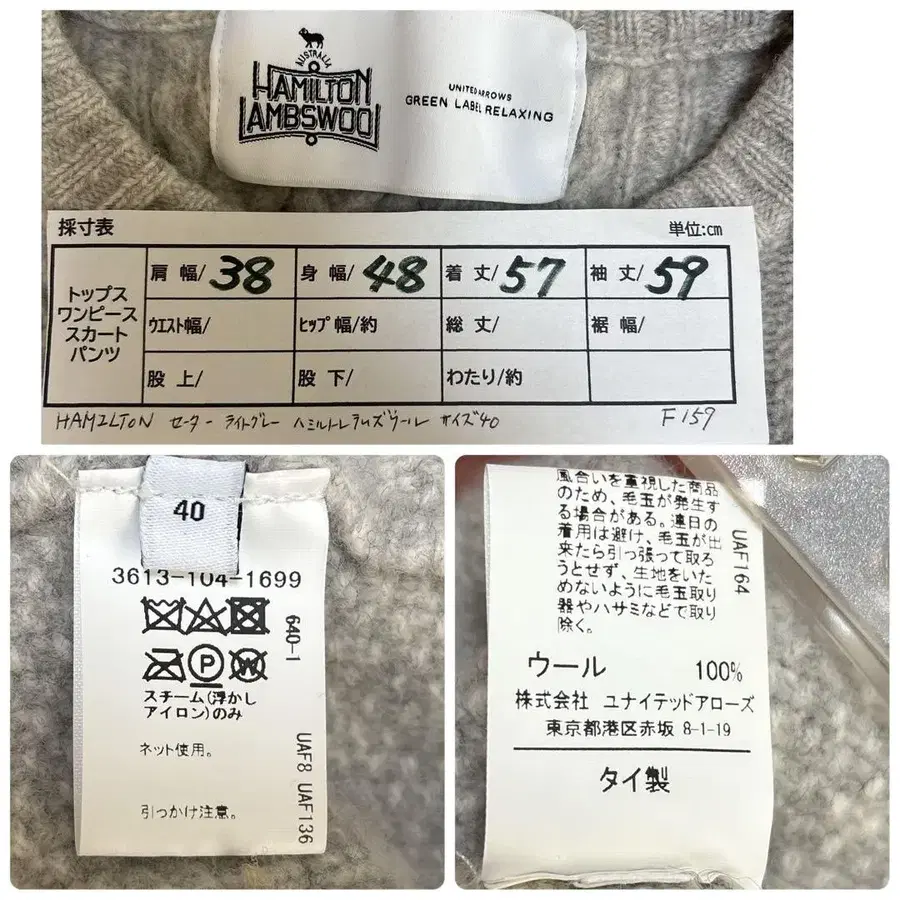 AUSTRALIA
HAMILTON
LAMBSWOOL
UNITED ARROWS
GREEN LABEL RELAXING
採寸表 単位:cm
トップス
ワンピース
スカート
パンツ
肩 幅/ 38 身 幅/ 48 着 丈/ 57 袖 丈/ 59
ウエスト幅/ ヒップ幅/約 総 丈/ 裾 幅/
股 上/ 股 下/ わたり/約
HAMILTON セーター ライトグレー ハミルトンラムズウール サイズ40 F159
40
3613-104-1699
640-1
P W
スチーム(浮かし
アイロン)のみ
ネット使用。
引っかけ注意。
UAF8 UAF136
風合いを重視した商品
のため、毛玉が発生す
る場合がある。連日の
着用は避け、毛玉が出
来たら引っ張って取ろ
うとせず、生地をいた
めないように毛玉取り
器やハサミなどで取り
除く。
UAF164
ウール 100%
株式会社 ユナイテッドアローズ
東京都港区赤坂 8-1-19
タイ製